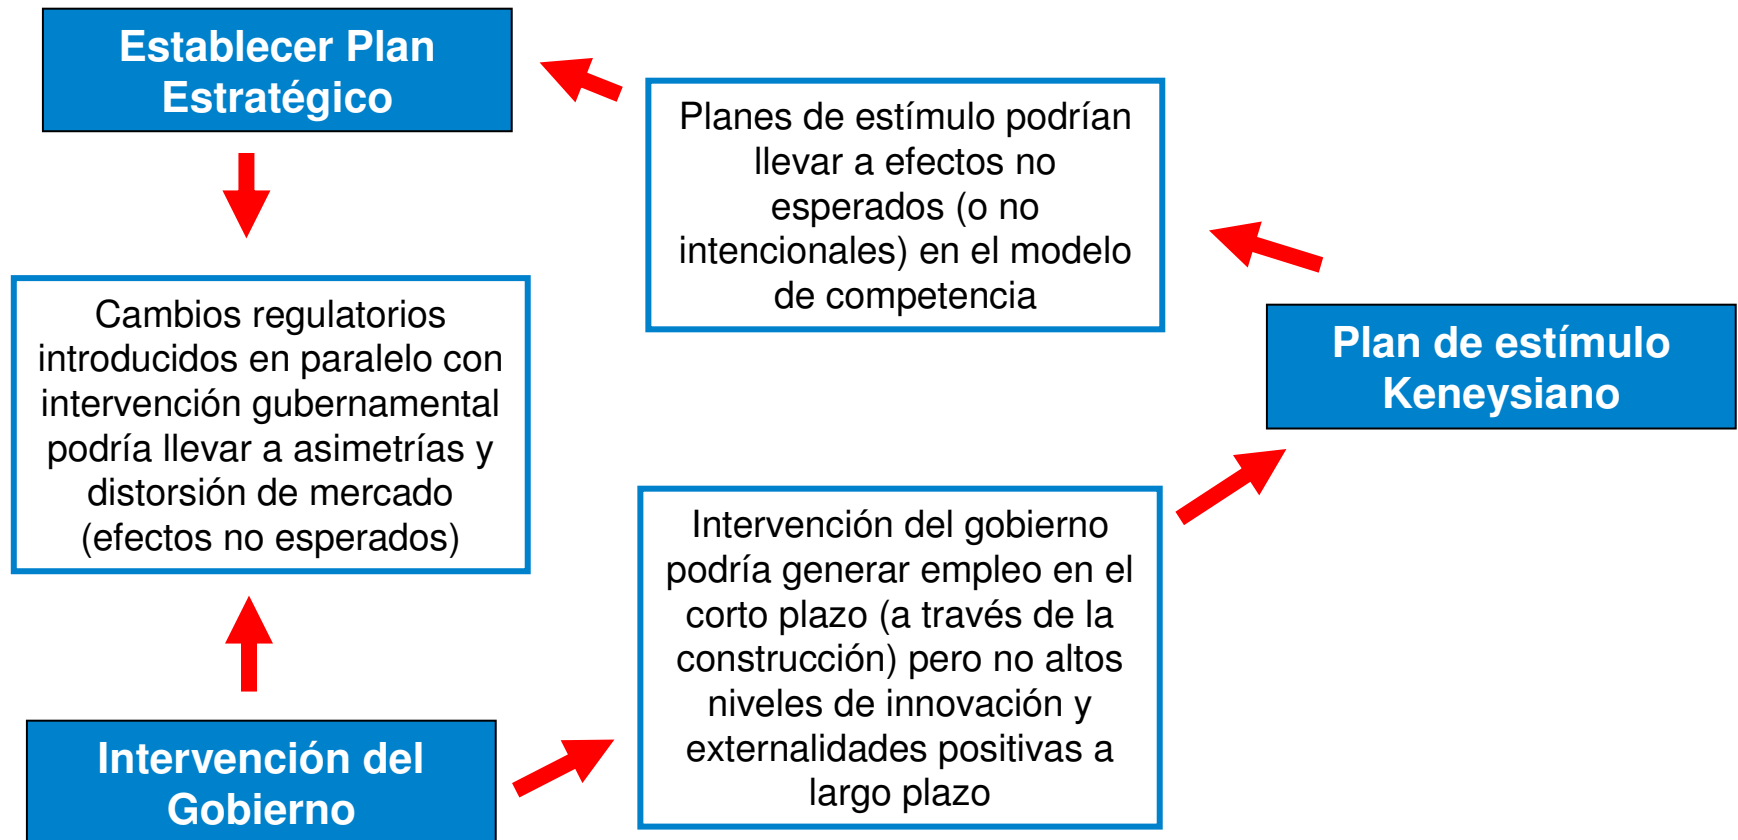 Establecer Plan
Estratégico
Planes de estímulo podrían
llevar a efectos no
esperados (o no
intencionales) en el modelo
de competencia
Cambios regulatorios
introducidos en paralelo con
intervención gubernamental
podría llevar a asimetrías y
distorsión de mercado
(efectos no esperados)
Plan de estímulo
Keneysiano
Intervención del gobierno
podría generar empleo en el
corto plazo (a través de la
construcción) pero no altos
niveles de innovación y
externalidades positivas a
largo plazo
Intervención del
Gobierno